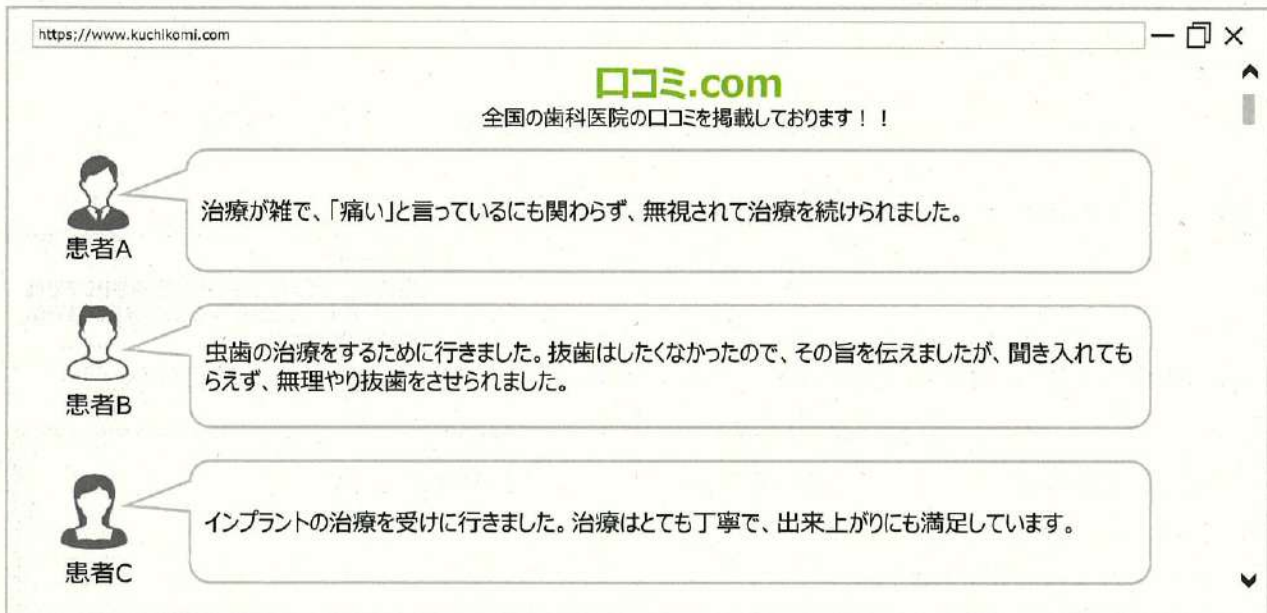 https://www.kuchikomi.com
口コミ.com
全国の歯科医院の口コミを掲載しております！！
治療が雑で、「痛い」と言っているにも関わらず、無視されて治療を続けられました。
患者A
虫歯の治療をするために行きました。抜歯はしたくなかったので、その旨を伝えましたが、聞き入れても
らえず、無理やり抜歯をさせられました。
患者B
インプラントの治療を受けに行きました。治療はとても丁寧で、出来上がりにも満足しています。
患者C